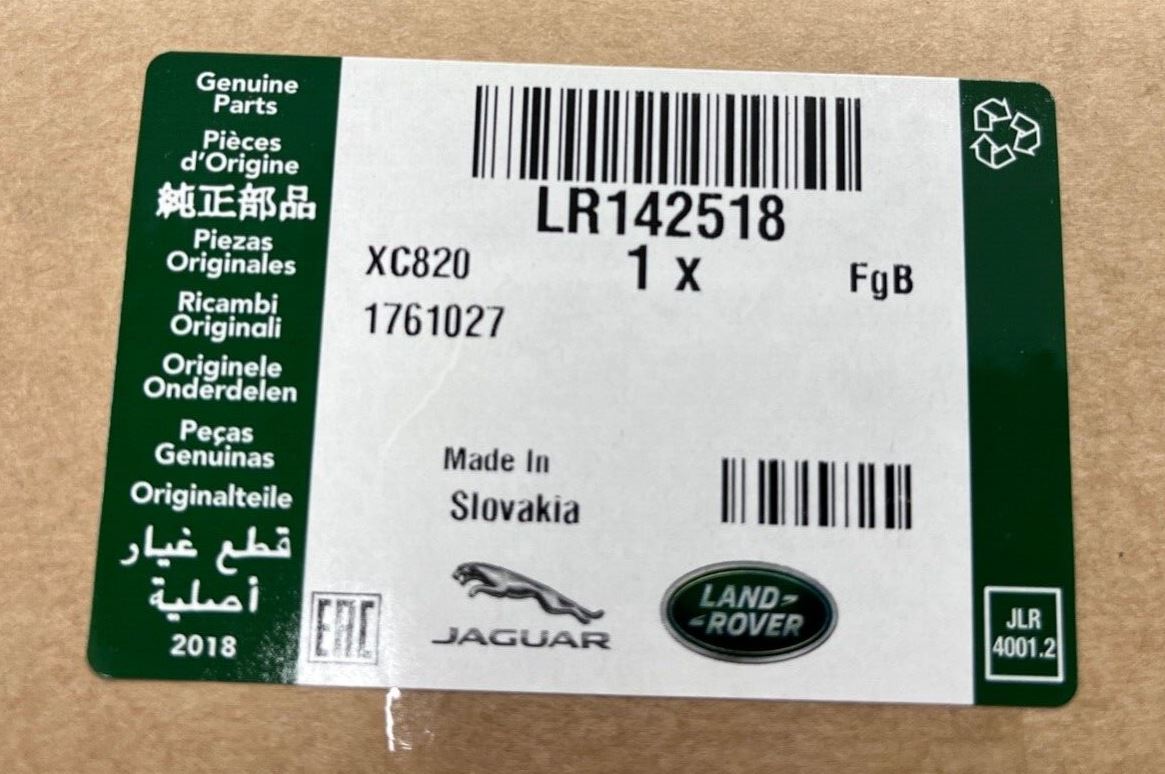 Genuine
Parts
Pièces
d'Origine
純正部品
Piezas
Originales
Ricambi
Originali
Originele
Onderdelen
Peças
Genuinas
Originalteile
قطع غيار
أصلية
2018
LR142518
XC820
1 x
FgB
1761027
Made In
Slovakia
EAC
JAGUAR
LAND-
-ROVER
JLR
4001.2